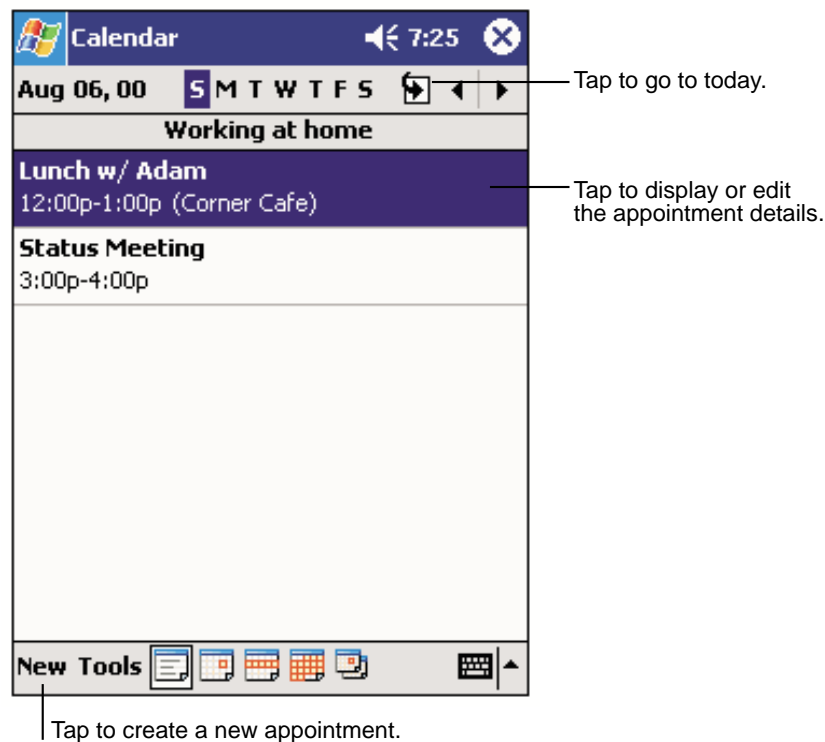 Calendar 7:25
Aug 06, 00 S M T W T F S
Tap to go to today.
Working at home
Lunch w/ Adam
12:00p-1:00p (Corner Cafe)
Tap to display or edit
the appointment details.
Status Meeting
3:00p-4:00p
New Tools
Tap to create a new appointment.